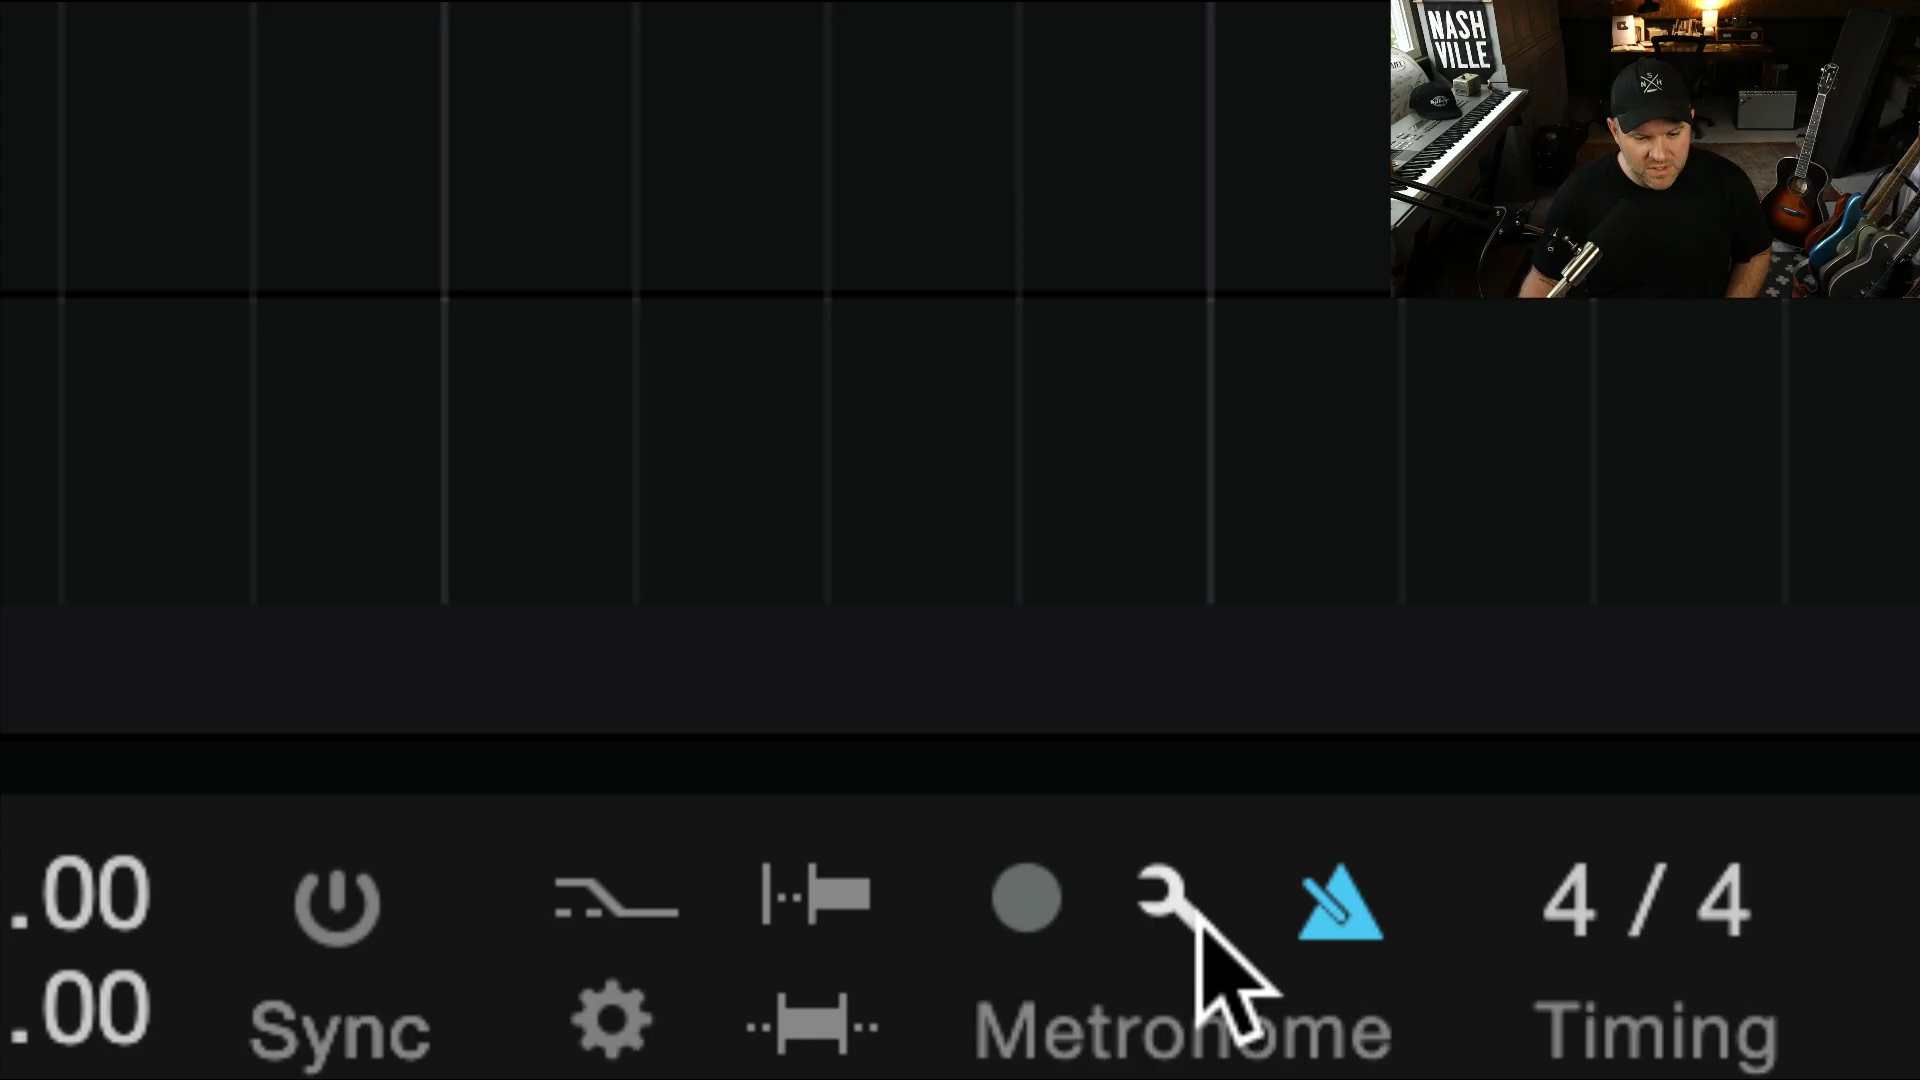 NASH
VILLE
S
N H
.00
4 / 4
.00
Sync
Metronome
Timing